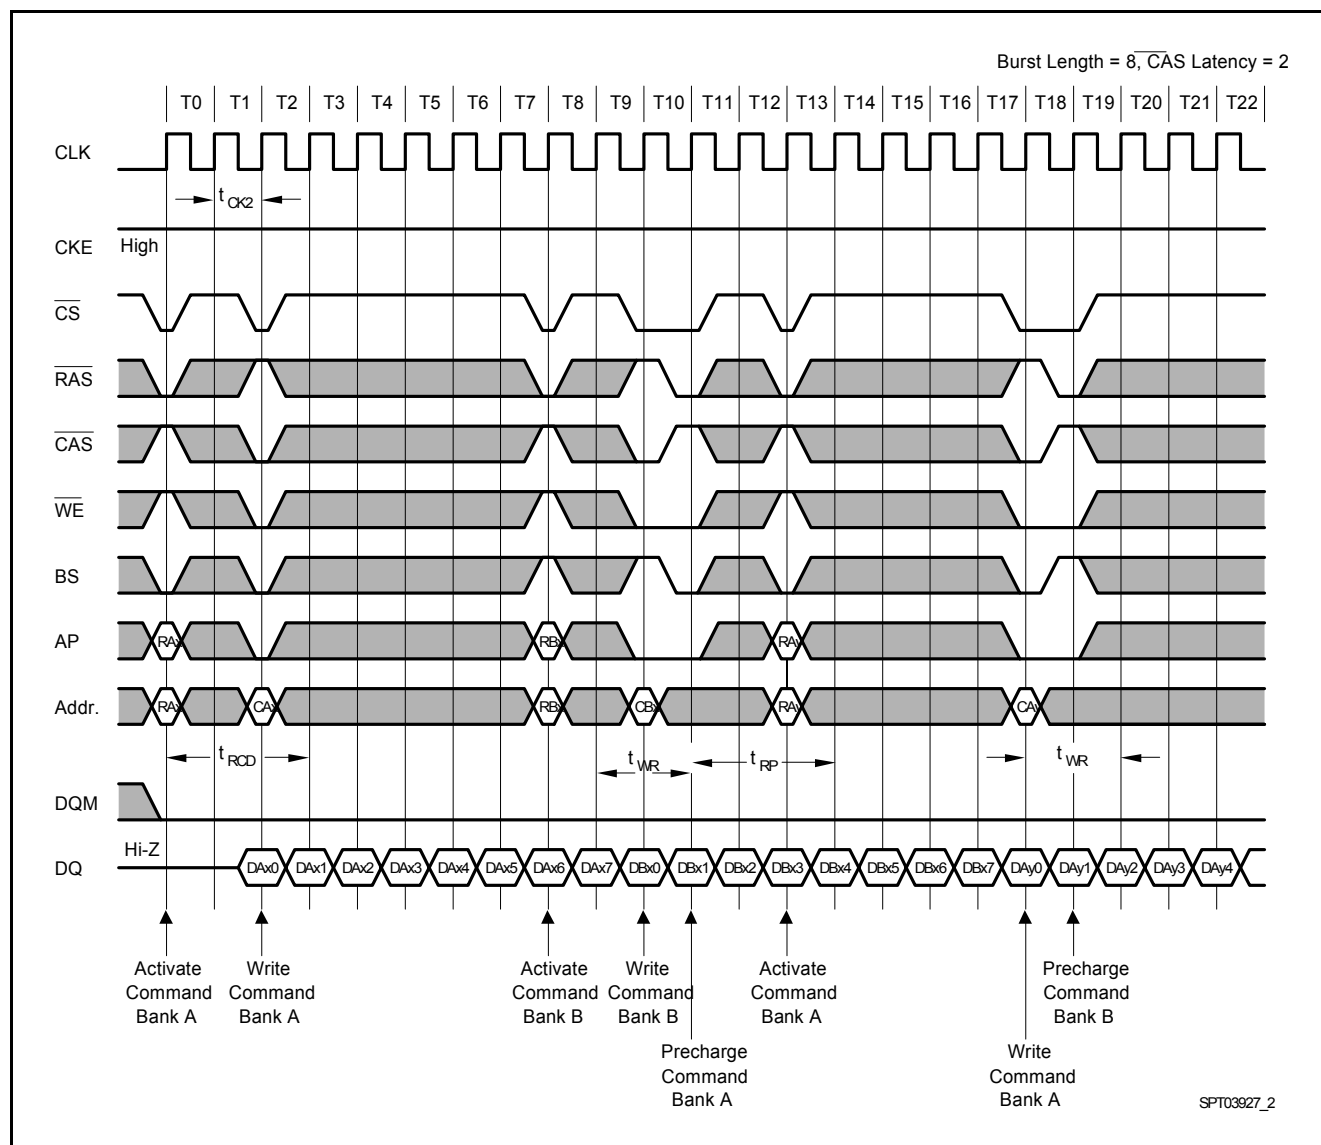 Burst Length = 8, CAS Latency = 2
T0 T1 T2 T3 T4 T5 T6 T7 T8 T9 T10 T11 T12 T13 T14 T15 T16 T17 T18 T19 T20 T21 T22
CLK
t CK2
CKE High
CS
RAS
CAS
WE
BS
AP RAx RBx RAy
Addr. RAx CAx RBx CBx RAy CAy
t RCD t WR t RP t WR
DQM
Hi-Z
DQ DAx0 DAx1 DAx2 DAx3 DAx4 DAx5 DAx6 DAx7 DBx0 DBx1 DBx2 DBx3 DBx4 DBx5 DBx6 DBx7 DAy0 DAy1 DAy2 DAy3 DAy4
Activate Command Bank A
Write Command Bank A
Activate Command Bank B
Write Command Bank B
Precharge Command Bank A
Activate Command Bank A
Write Command Bank A
Precharge Command Bank B
SPT03927_2